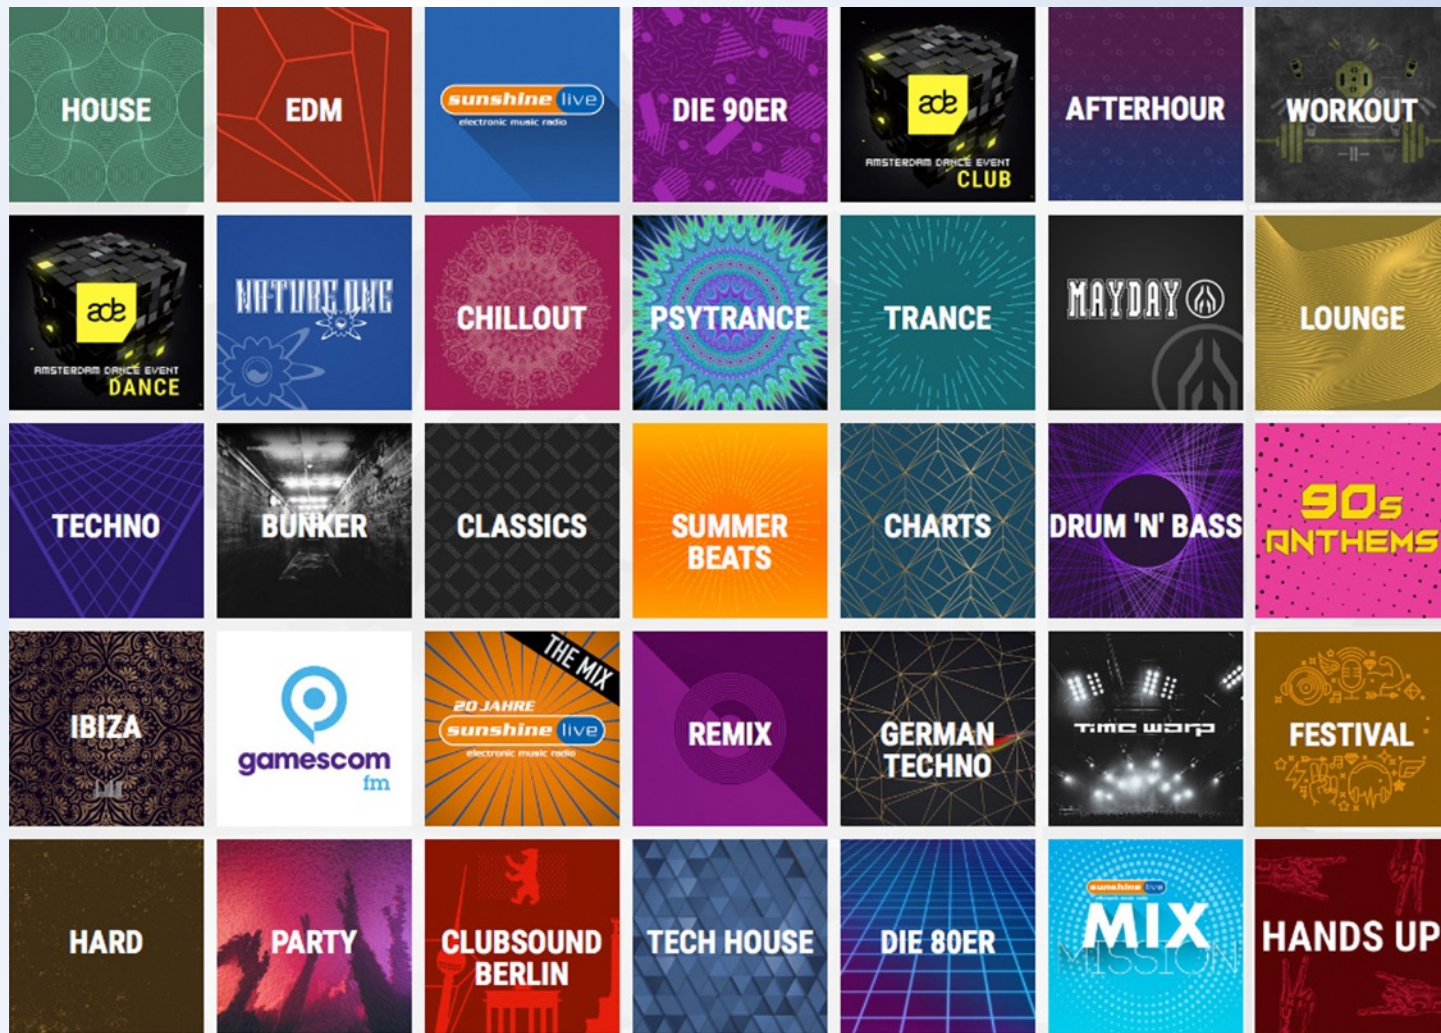 HOUSE
EDM
sunshine live
electronic music radio
DIE 90ER
ade
AMSTERDAM DANCE EVENT
CLUB
AFTERHOUR
WORKOUT
ade
AMSTERDAM DANCE EVENT
DANCE
NATURE ONE
CHILLOUT
PSYTRANCE
TRANCE
MAYDAY
LOUNGE
TECHNO
BUNKER
CLASSICS
SUMMER
BEATS
CHARTS
DRUM 'N' BASS
90s
ANTHEMS
IBIZA
gamescom
fm
THE MIX
20 JAHRE
sunshine live
electronic music radio
REMIX
GERMAN
TECHNO
TIME WARP
FESTIVAL
HARD
PARTY
CLUBSOUND
BERLIN
TECH HOUSE
DIE 80ER
sunshine live
electronic music radio
MIX
MISSION
HANDS UP